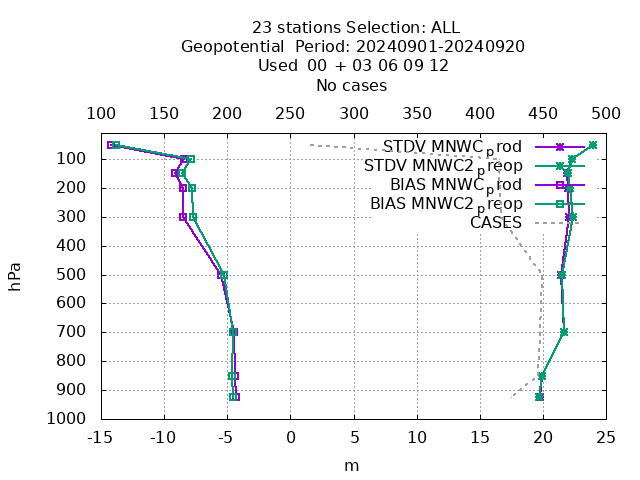 23 stations Selection: ALL
Geopotential  Period: 20240901-20240920
Used  00 + 03 06 09 12
No cases
100 150 200 250 300 350 400 450 500
STDV MNWC_prod
STDV MNWC2_preop
BIAS MNWC_prod
BIAS MNWC2_preop
CASES
100
200
300
400
500
600
700
800
900
1000
hPa
-15 -10 -5 0 5 10 15 20 25
m